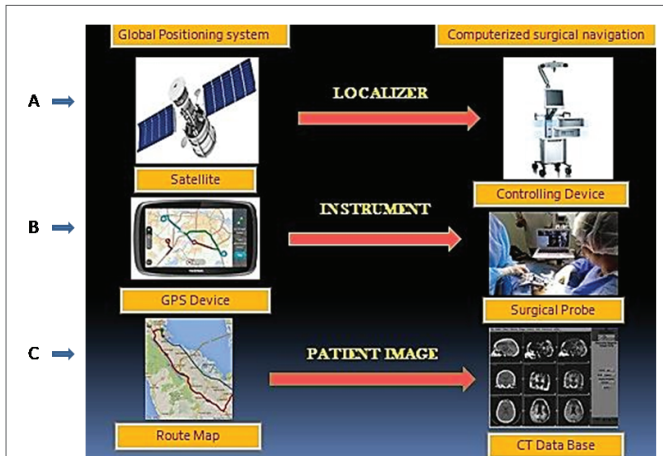 Global Positioning system
Computerized surgical navigation
A
LOCALIZER
Satellite
Controlling Device
B
INSTRUMENT
GPS Device
Surgical Probe
C
PATIENT IMAGE
Route Map
CT Data Base